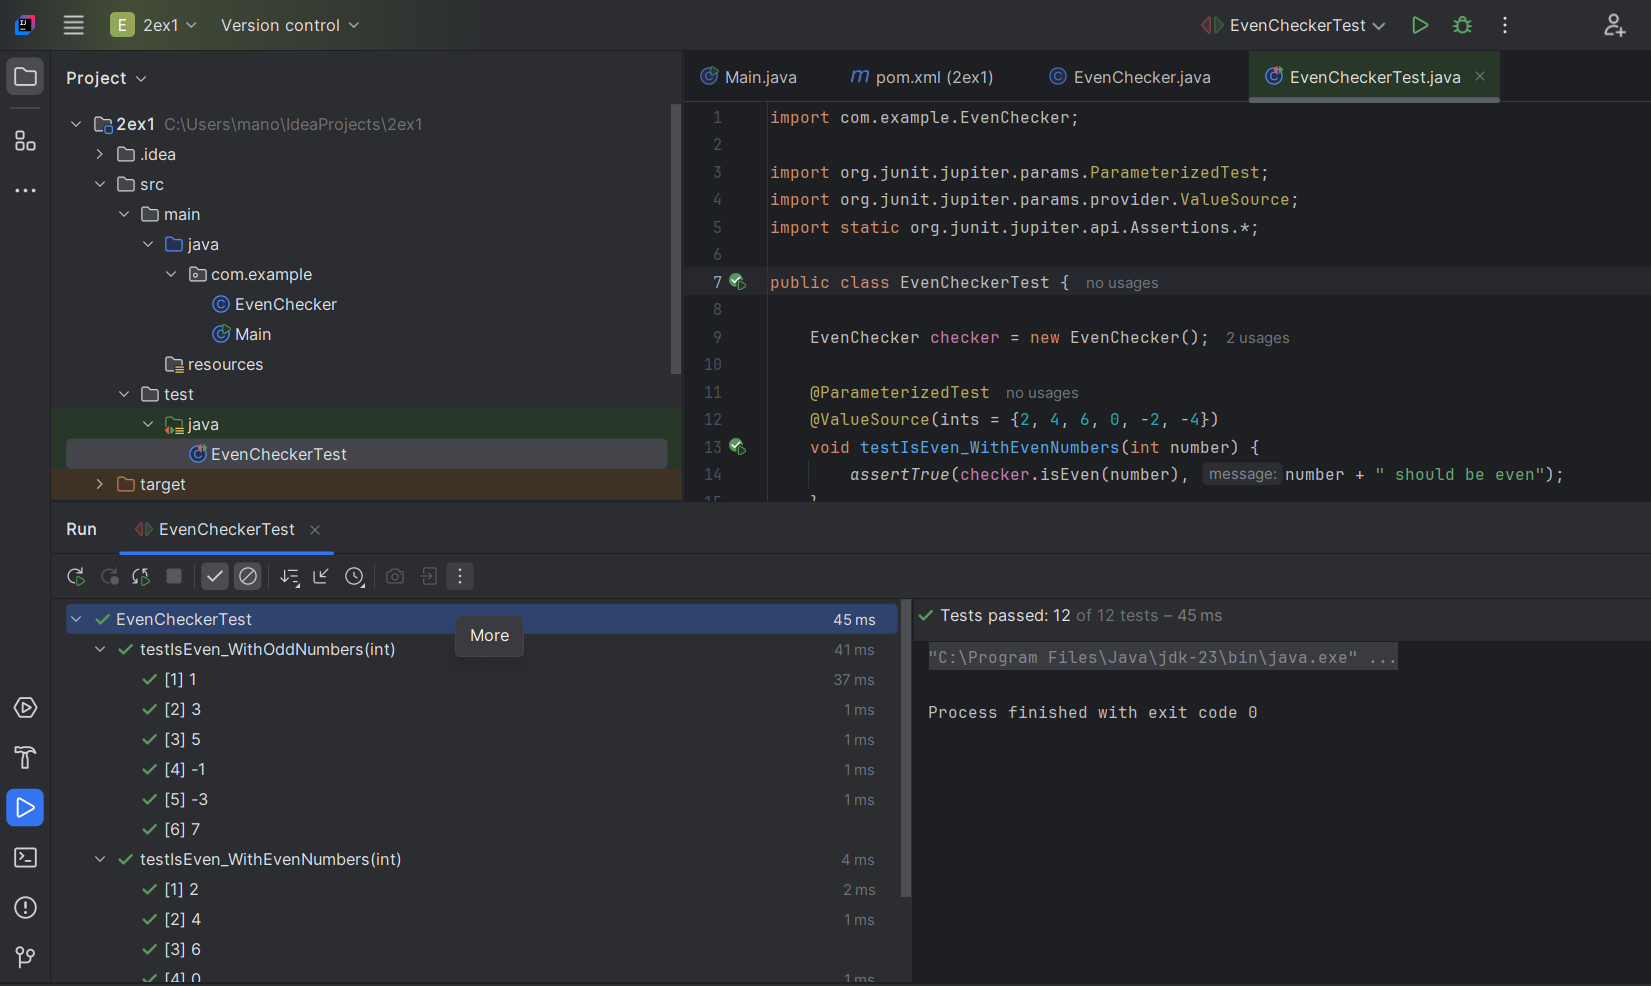 E 2ex1 Version control EvenCheckerTest
Project
2ex1 C:\Users\mano\IdeaProjects\2ex1
.idea
src
main
java
com.example
EvenChecker
Main
resources
test
java
EvenCheckerTest
target
Main.java m pom.xml (2ex1) EvenChecker.java EvenCheckerTest.java
1 import com.example.EvenChecker;
2
3 import org.junit.jupiter.params.ParameterizedTest;
4 import org.junit.jupiter.params.provider.ValueSource;
5 import static org.junit.jupiter.api.Assertions.*;
6
7 public class EvenCheckerTest { no usages
8
9 EvenChecker checker = new EvenChecker(); 2 usages
10
11 @ParameterizedTest no usages
12 @ValueSource(ints = {2, 4, 6, 0, -2, -4})
13 void testIsEven_WithEvenNumbers(int number) {
14 assertTrue(checker.isEven(number), message: number + " should be even");
15 }
Run EvenCheckerTest
EvenCheckerTest 45 ms
More
testIsEven_WithOddNumbers(int) 41 ms
[1] 1 37 ms
[2] 3 1 ms
[3] 5 1 ms
[4] -1 1 ms
[5] -3 1 ms
[6] 7
testIsEven_WithEvenNumbers(int) 4 ms
[1] 2 2 ms
[2] 4 1 ms
[3] 6
[4] 0 1 ms
Tests passed: 12 of 12 tests – 45 ms
"C:\Program Files\Java\jdk-23\bin\java.exe" ...
Process finished with exit code 0